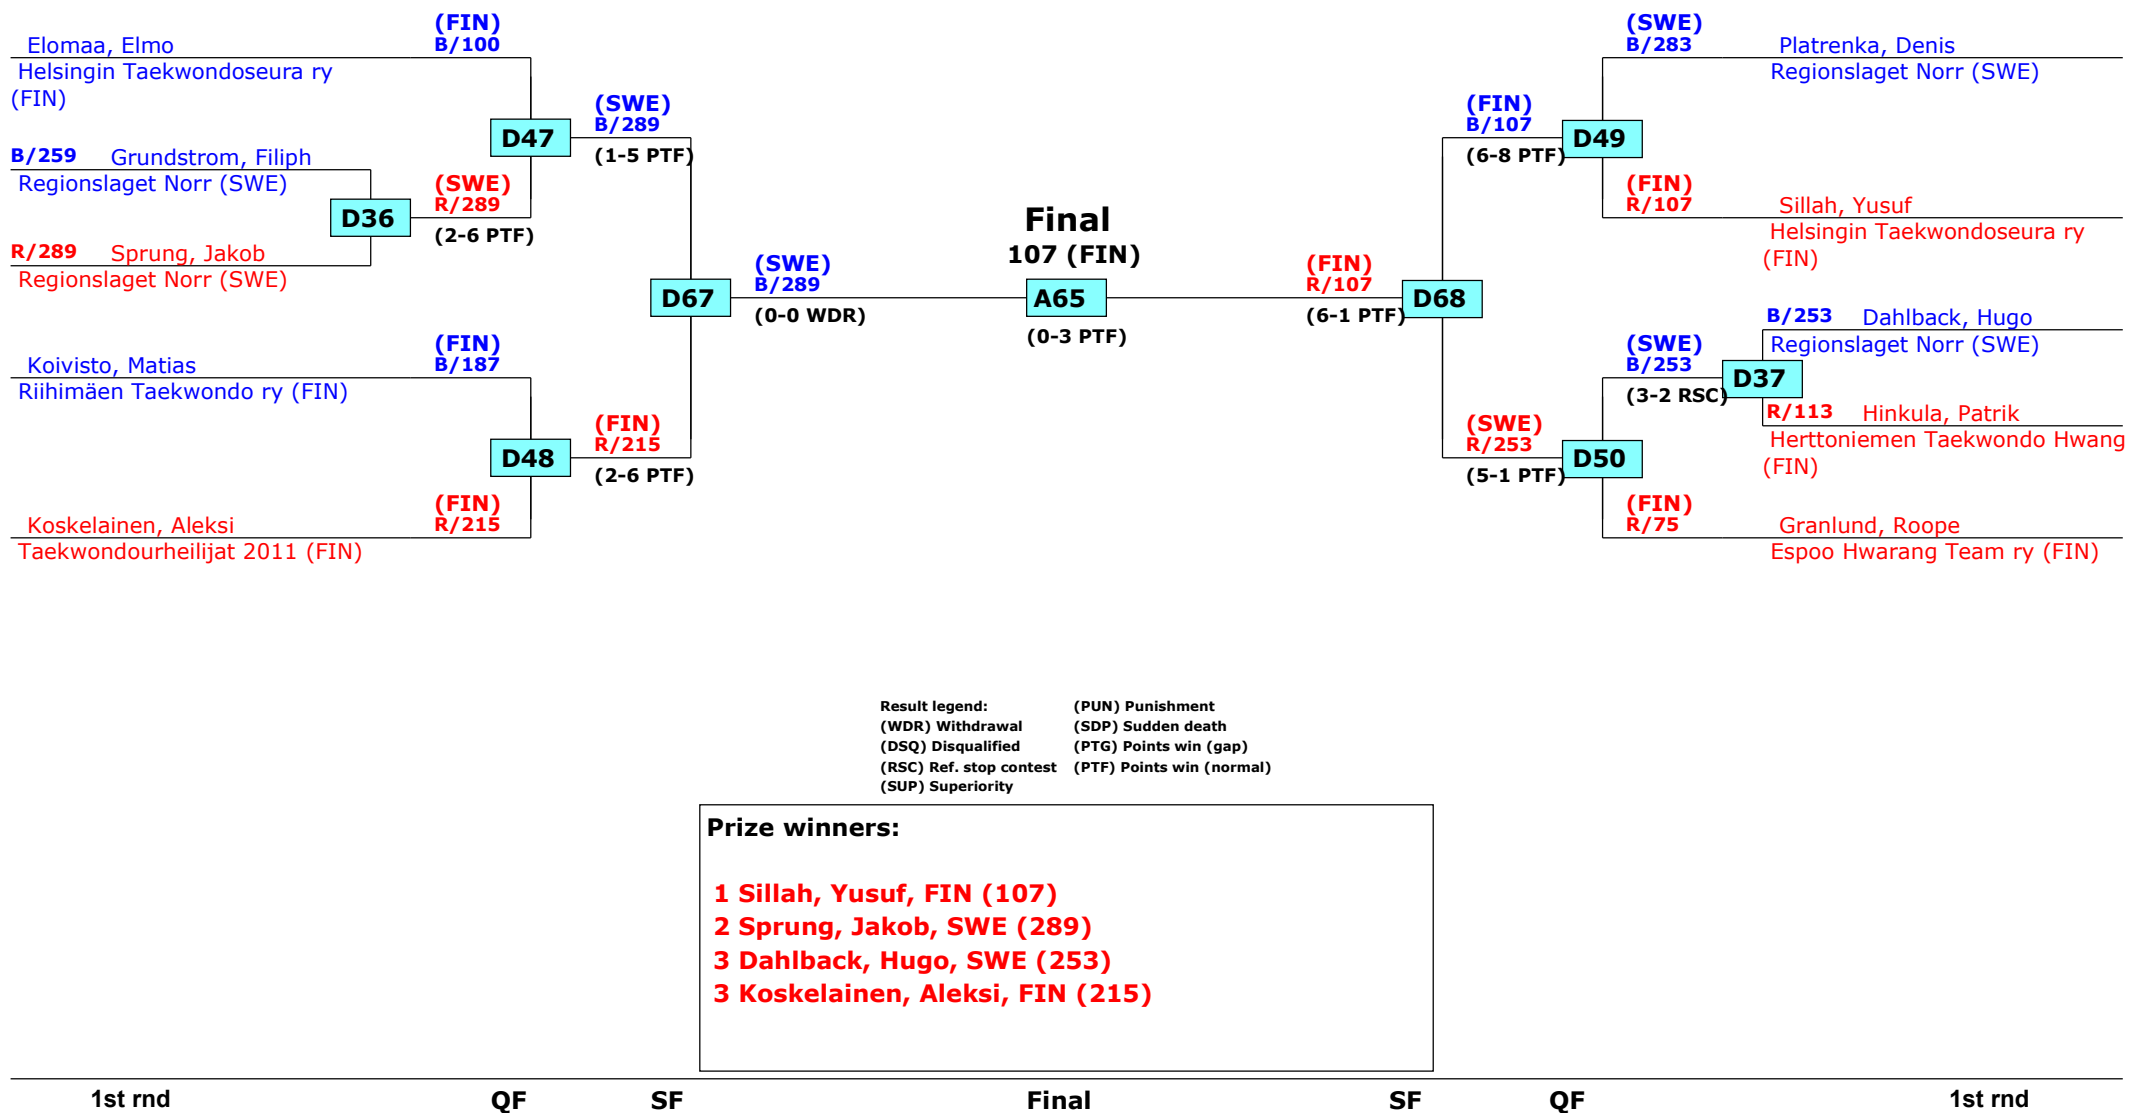 (FIN)
B/100
Elomaa, Elmo
Helsingin Taekwondoseura ry
(FIN)
D47
(SWE)
B/289
(1-5 PTF)
B/259 Grundstrom, Filiph
Regionslaget Norr (SWE)
D36
(SWE)
R/289
(2-6 PTF)
R/289 Sprung, Jakob
Regionslaget Norr (SWE)
D67
(SWE)
B/289
(0-0 WDR)
(FIN)
B/187
Koivisto, Matias
Riihimäen Taekwondo ry (FIN)
D48
(FIN)
R/215
(2-6 PTF)
(FIN)
R/215
Koskelainen, Aleksi
Taekwondourheilijat 2011 (FIN)
Final
107 (FIN)
A65
(0-3 PTF)
(SWE)
B/283
Platrenka, Denis
Regionslaget Norr (SWE)
(FIN)
B/107
(6-8 PTF)
D49
(FIN)
R/107
Sillah, Yusuf
Helsingin Taekwondoseura ry
(FIN)
(FIN)
R/107
(6-1 PTF)
D68
B/253 Dahlback, Hugo
Regionslaget Norr (SWE)
(SWE)
B/253
(3-2 RSC)
D37
R/113 Hinkula, Patrik
Herttoniemen Taekwondo Hwang
(FIN)
(SWE)
R/253
(5-1 PTF)
D50
(FIN)
R/75
Granlund, Roope
Espoo Hwarang Team ry (FIN)
Result legend: (PUN) Punishment
(WDR) Withdrawal (SDP) Sudden death
(DSQ) Disqualified (PTG) Points win (gap)
(RSC) Ref. stop contest (PTF) Points win (normal)
(SUP) Superiority
Prize winners:
1 Sillah, Yusuf, FIN (107)
2 Sprung, Jakob, SWE (289)
3 Dahlback, Hugo, SWE (253)
3 Koskelainen, Aleksi, FIN (215)
1st rnd QF SF Final SF QF 1st rnd